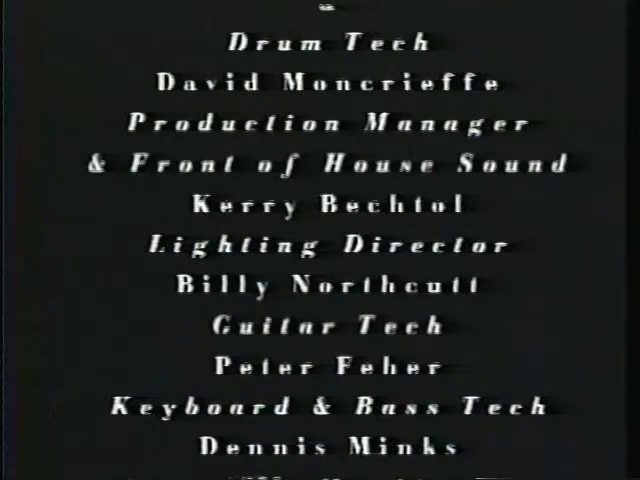 Drum Tech
David Moncrieffe
Production Manager
& Front of House Sound
Kerry Bechtol
Lighting Director
Billy Northcutt
Guitar Tech
Peter Feher
Keyboard & Bass Tech
Dennis Minks